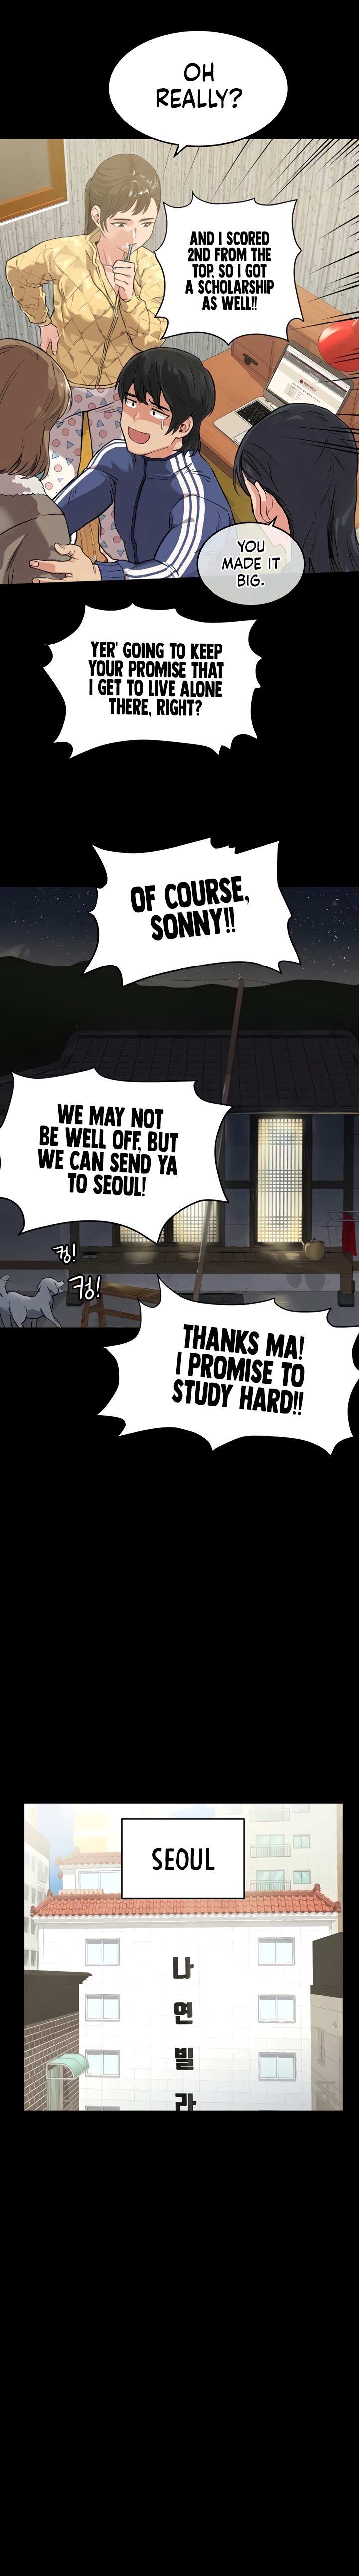 OH
REALLY?
AND I SCORED
2ND FROM THE
TOP, SO I GOT
A SCHOLARSHIP
AS WELL!!
YOU
MADE IT
BIG.
YER' GOING TO KEEP
YOUR PROMISE THAT
I GET TO LIVE ALONE
THERE, RIGHT?
OF COURSE,
SONNY!!
WE MAY NOT
BE WELL OFF, BUT
WE CAN SEND YA
TO SEOUL!
컹!
컹!
THANKS MA!
I PROMISE TO
STUDY HARD!!
SEOUL
나
연
빌
라